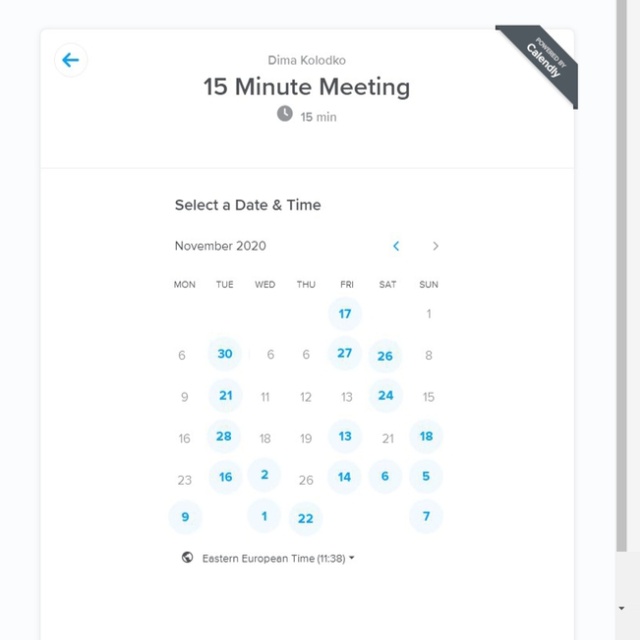 POWERED BY
Calendly
Dima Kolodko
15 Minute Meeting
15 min
Select a Date & Time
November 2020
MON TUE WED THU FRI SAT SUN
17 1
6 30 6 6 27 26 8
9 21 11 12 13 24 15
16 28 18 19 13 21 18
23 16 2 26 14 6 5
9 1 22 7
Eastern European Time (11:38)